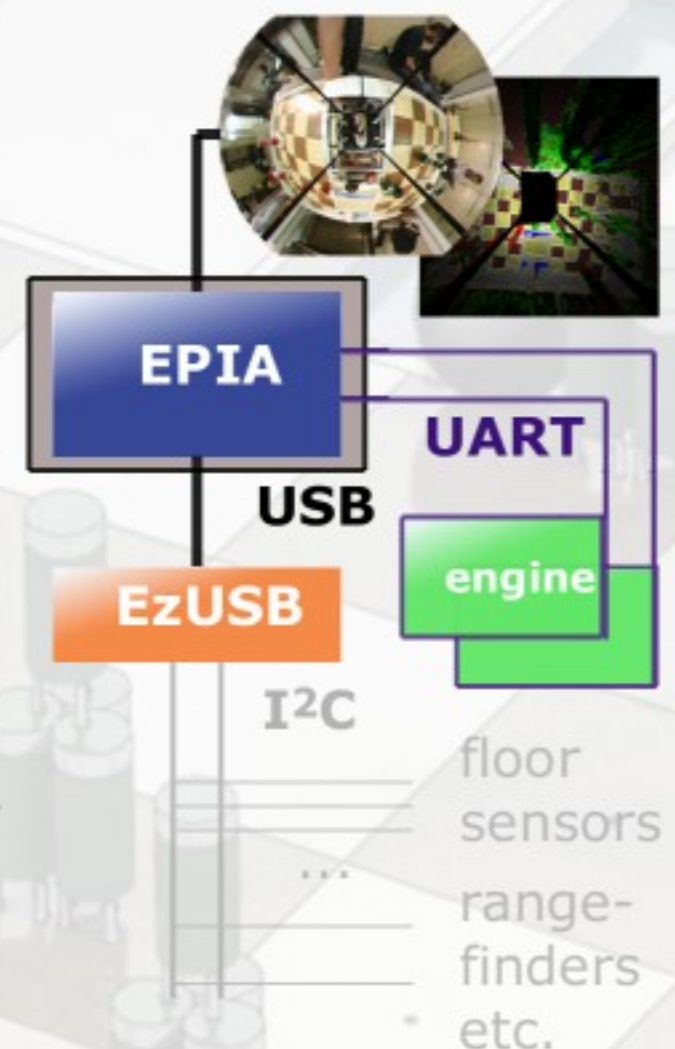 EPIA
UART
USB
engine
EzUSB
I²C
floor
sensors
...
range-
finders
etc.